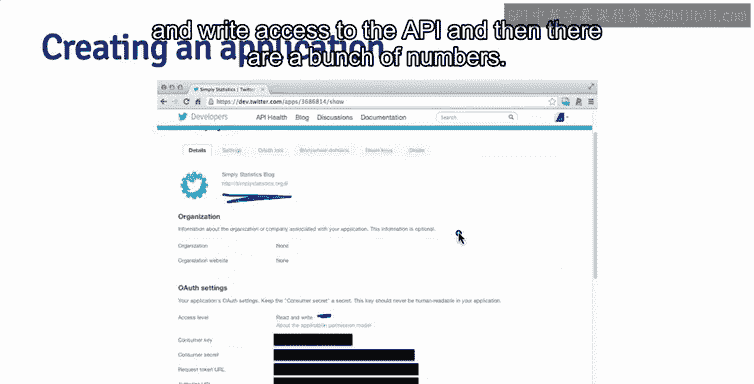 and write access to the API and then there
are a bunch of numbers.
Creating an application
Simply Statistics | Twitter
https://dev.twitter.com/apps/3686814/show
Developers
API Health
Blog
Discussions
Documentation
Search
Details
Settings
OAuth tool
@Anywhere domains
Reset keys
Delete
Simply Statistics Blog
http://simplystatistics.org/
Organization
Information about the organization or company associated with your application. This information is optional.
Organization None
Organization website None
OAuth settings
Your application's OAuth settings. Keep the "Consumer secret" a secret. This key should never be human-readable in your application.
Access level Read and write
About the application permission model
Consumer key
Consumer secret
Request token URL